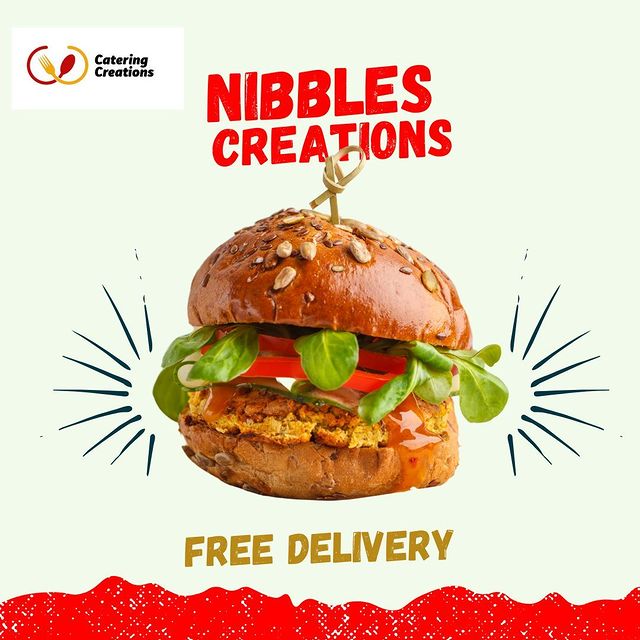 Catering
Creations
NIBBLES
CREATIONS
FREE DELIVERY